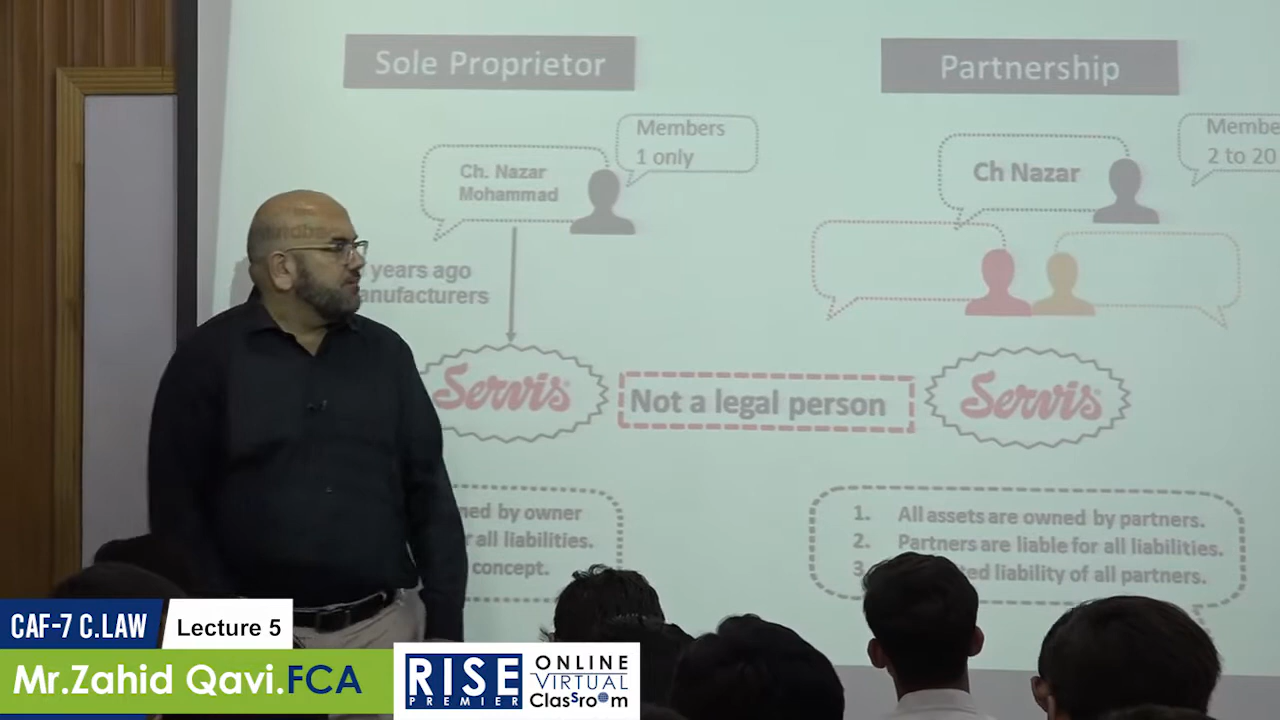 Sole Proprietor
Partnership
Members
1 only
Ch. Nazar
Mohammad
Membe
2 to 20
Ch Nazar
years ago
anufacturers
Servis
Not a legal person
Servis
ned by owner
r all liabilities.
concept.
1. All assets are owned by partners.
2. Partners are liable for all liabilities.
3 ted liability of all partners.
CAF-7 C.LAW
Lecture 5
Mr.Zahid Qavi.FCA
RISE
PREMIER
ONLINE
VIRTUAL
ClasSroom